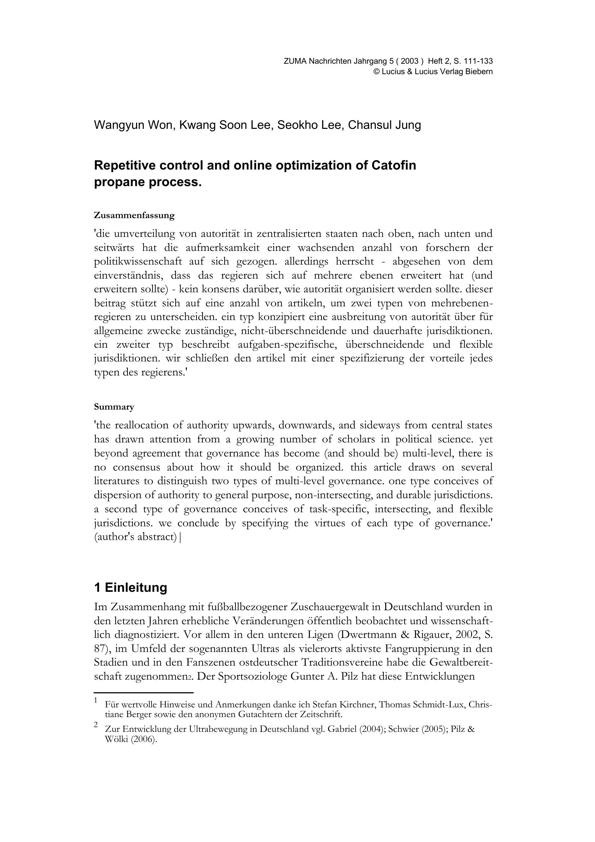 ZUMA Nachrichten Jahrgang 5 ( 2003 ) Heft 2, S. 111-133
© Lucius & Lucius Verlag Biebern
Wangyun Won, Kwang Soon Lee, Seokho Lee, Chansul Jung
Repetitive control and online optimization of Catofin
propane process.
Zusammenfassung
'die umverteilung von autorität in zentralisierten staaten nach oben, nach unten und
seitwärts hat die aufmerksamkeit einer wachsenden anzahl von forschern der
politikwissenschaft auf sich gezogen. allerdings herrscht - abgesehen von dem
einverständnis, dass das regieren sich auf mehrere ebenen erweitert hat (und
erweitern sollte) - kein konsens darüber, wie autorität organisiert werden sollte. dieser
beitrag stützt sich auf eine anzahl von artikeln, um zwei typen von mehrebenen-
regieren zu unterscheiden. ein typ konzipiert eine ausbreitung von autorität über für
allgemeine zwecke zuständige, nicht-überschneidende und dauerhafte jurisdiktionen.
ein zweiter typ beschreibt aufgaben-spezifische, überschneidende und flexible
jurisdiktionen. wir schließen den artikel mit einer spezifizierung der vorteile jedes
typen des regierens.'
Summary
'the reallocation of authority upwards, downwards, and sideways from central states
has drawn attention from a growing number of scholars in political science. yet
beyond agreement that governance has become (and should be) multi-level, there is
no consensus about how it should be organized. this article draws on several
literatures to distinguish two types of multi-level governance. one type conceives of
dispersion of authority to general purpose, non-intersecting, and durable jurisdictions.
a second type of governance conceives of task-specific, intersecting, and flexible
jurisdictions. we conclude by specifying the virtues of each type of governance.'
(author's abstract)|
1 Einleitung
Im Zusammenhang mit fußballbezogener Zuschauergewalt in Deutschland wurden in
den letzten Jahren erhebliche Veränderungen öffentlich beobachtet und wissenschaft-
lich diagnostiziert. Vor allem in den unteren Ligen (Dwertmann & Rigauer, 2002, S.
87), im Umfeld der sogenannten Ultras als vielerorts aktivste Fangruppierung in den
Stadien und in den Fanszenen ostdeutscher Traditionsvereine habe die Gewaltbereit-
schaft zugenommen2. Der Sportsoziologe Gunter A. Pilz hat diese Entwicklungen
1 Für wertvolle Hinweise und Anmerkungen danke ich Stefan Kirchner, Thomas Schmidt-Lux, Chris-
tiane Berger sowie den anonymen Gutachtern der Zeitschrift.
2 Zur Entwicklung der Ultrabewegung in Deutschland vgl. Gabriel (2004); Schwier (2005); Pilz &
Wölki (2006).